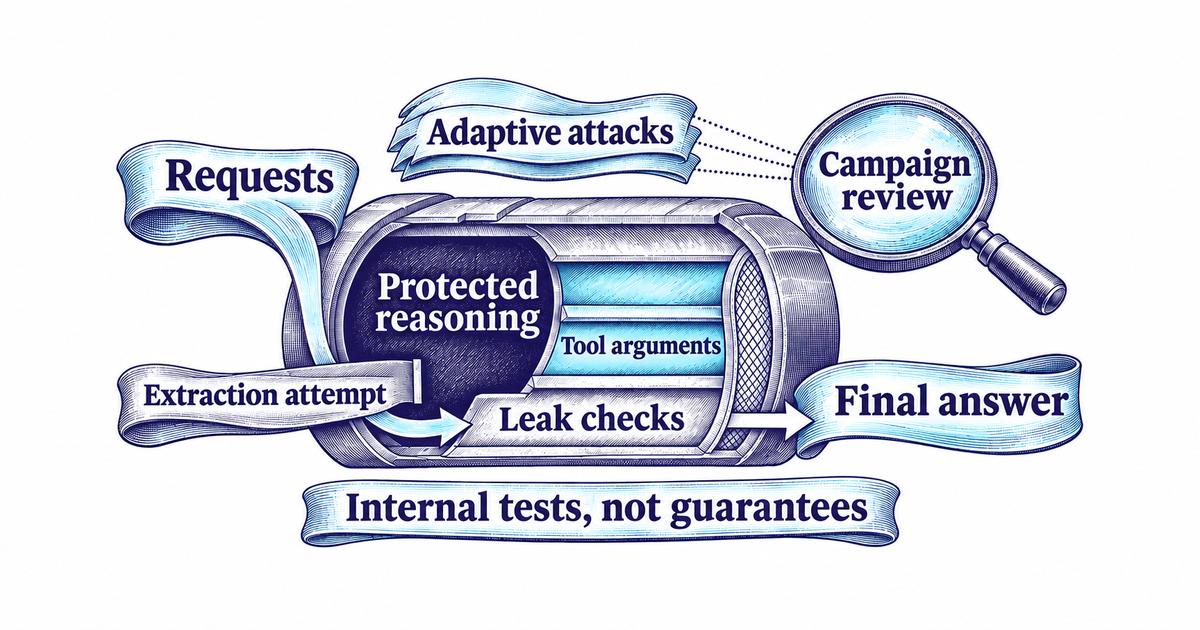 Adaptive attacks
Requests
Campaign
review
Protected
reasoning
Tool arguments
Extraction attempt
Leak checks
Final answer
Internal tests, not guarantees